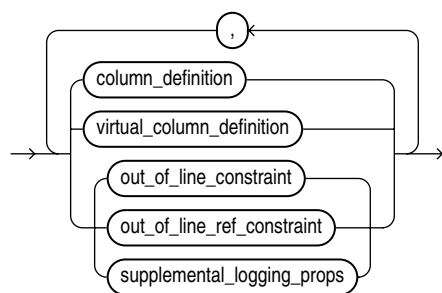 ,
column_definition
virtual_column_definition
out_of_line_constraint
out_of_line_ref_constraint
supplemental_logging_props